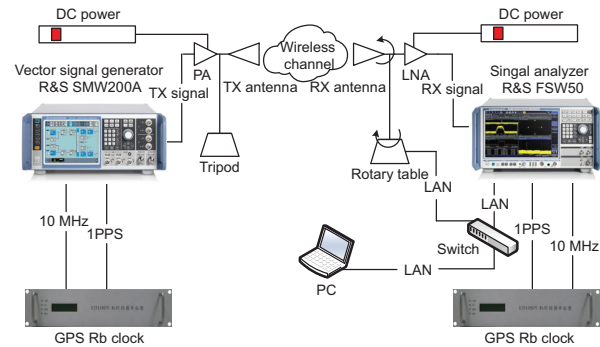 DC power
DC power
Vector signal generator
R&S SMW200A
PA
TX signal
TX antenna
Wireless
channel
RX antenna
LNA
RX signal
Singal analyzer
R&S FSW50
Tripod
Rotary table
LAN
LAN
10 MHz
1PPS
1PPS
10 MHz
Switch
LAN
PC
GPS Rb clock
GPS Rb clock